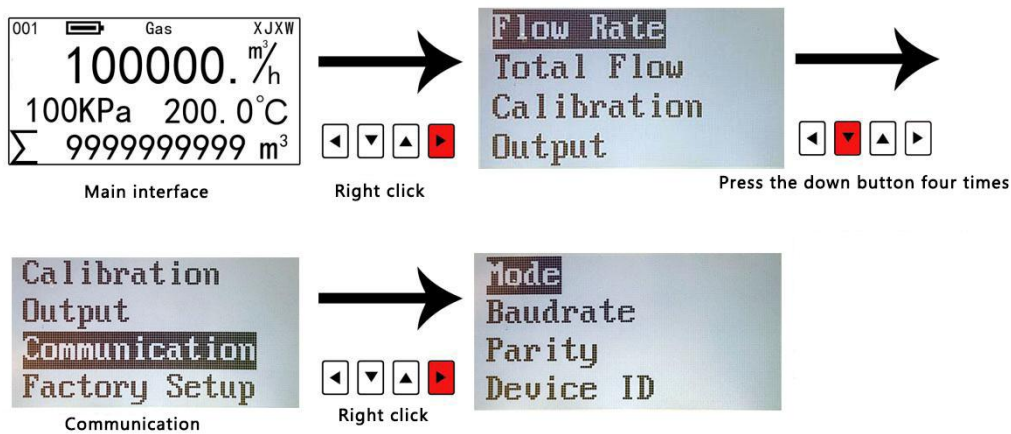 001 Gas XJXW
100000. m³/h
100KPa 200.0°C
∑ 9999999999 m³
Main interface
Right click
Flow Rate
Total Flow
Calibration
Output
Press the down button four times
Calibration
Output
Communication
Factory Setup
Communication
Right click
Mode
Baudrate
Parity
Device ID